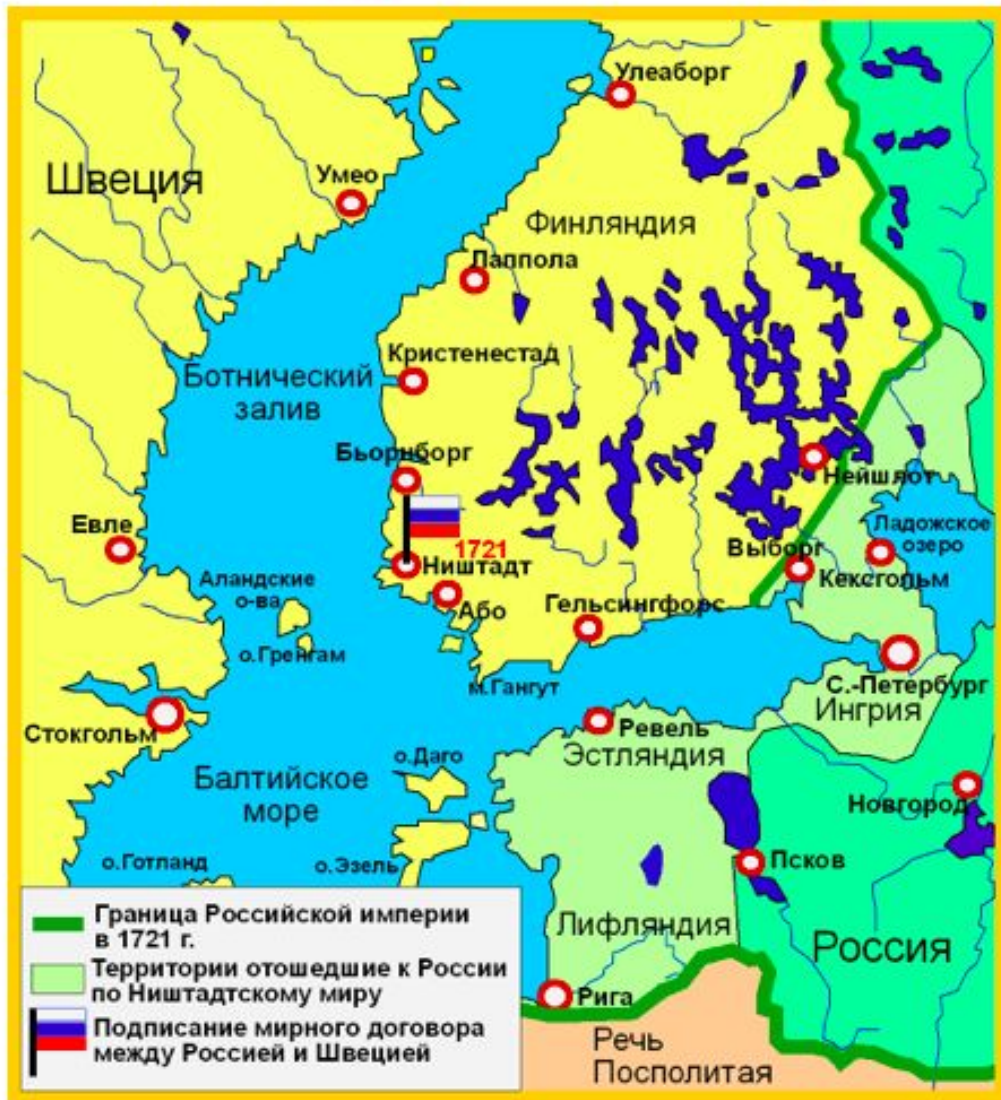 Улеаборг
Швеция
Умео
Финляндия
Лаппола
Кристенестад
Ботнический
залив
Бьорнборг
Нейшлот
1721
Евле
Ладожское
озеро
Выборг
Ништадт
Кексгольм
Аландские
о-ва
Або
Гельсингфорс
о.Гренгам
м.Гангут
С.-Петербург
Ингрия
Стокгольм
Ревель
Эстляндия
о.Даго
Балтийское
море
Новгород
о.Готланд
о.Эзель
Псков
Лифляндия
Россия
Рига
Речь
Посполитая
Граница Российской империи
в 1721 г.
Территории отошедшие к России
по Ништадтскому миру
Подписание мирного договора
между Россией и Швецией